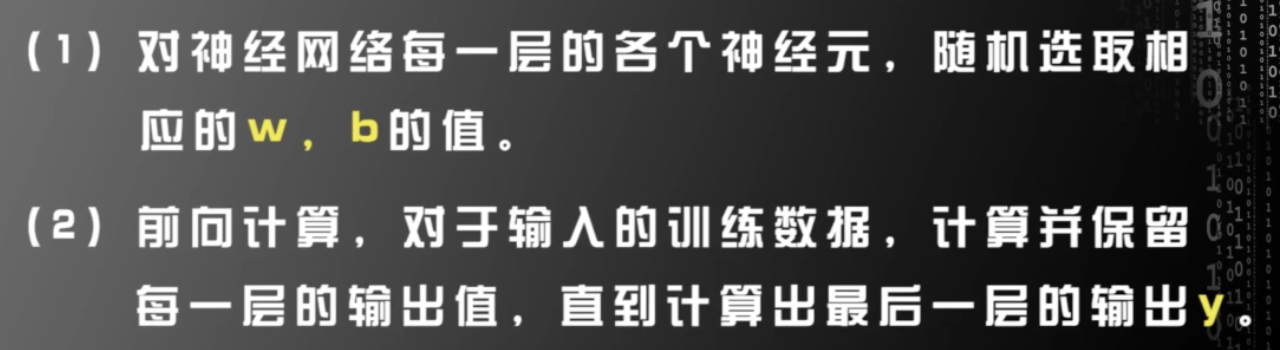 (1) 对神经网络每一层的各个神经元，随机选取相
应的w，b的值。
(2) 前向计算，对于输入的训练数据，计算并保留
每一层的输出值，直到计算出最后一层的输出y。